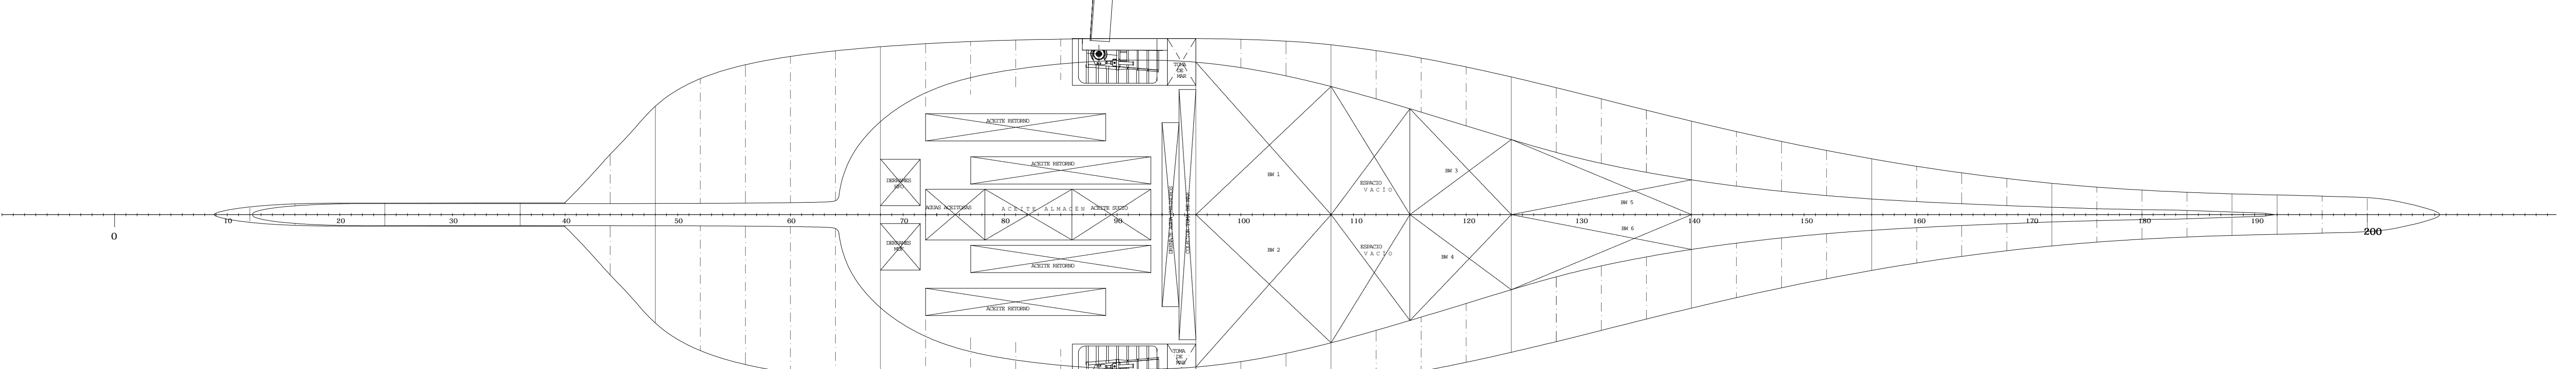 TOMA
DE
MAR
ACEITE RETORNO
ACEITE RETORNO
BW 1
BW 3
ESPACIO
VACÍO
DERRAMES
BW 5
AGUAS ACEITOSAS
ACEITE ALMACÉN
ACEITE SUCIO
0
10
20
30
40
50
60
70
80
90
100
110
120
130
140
150
160
170
180
190
200
BW 6
DERRAMES
ESPACIO
VACÍO
BW 2
BW 4
ACEITE RETORNO
ACEITE RETORNO
TOMA
DE
MAR